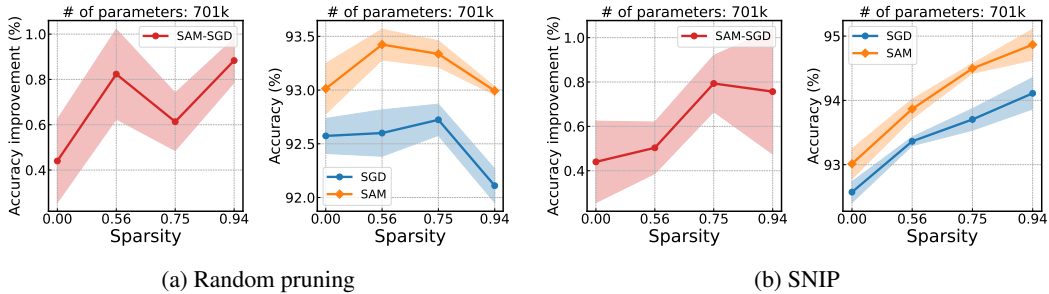 # of parameters: 701k
Accuracy improvement (%)
1.0
0.8
0.6
0.4
SAM-SGD
0.00 0.56 0.75 0.94
Sparsity
# of parameters: 701k
Accuracy (%)
93.5
93.0
92.5
92.0
SGD
SAM
0.00 0.56 0.75 0.94
Sparsity
(a) Random pruning
# of parameters: 701k
Accuracy improvement (%)
1.0
0.8
0.6
0.4
SAM-SGD
0.00 0.56 0.75 0.94
Sparsity
# of parameters: 701k
Accuracy (%)
95
94
93
SGD
SAM
0.00 0.56 0.75 0.94
Sparsity
(b) SNIP